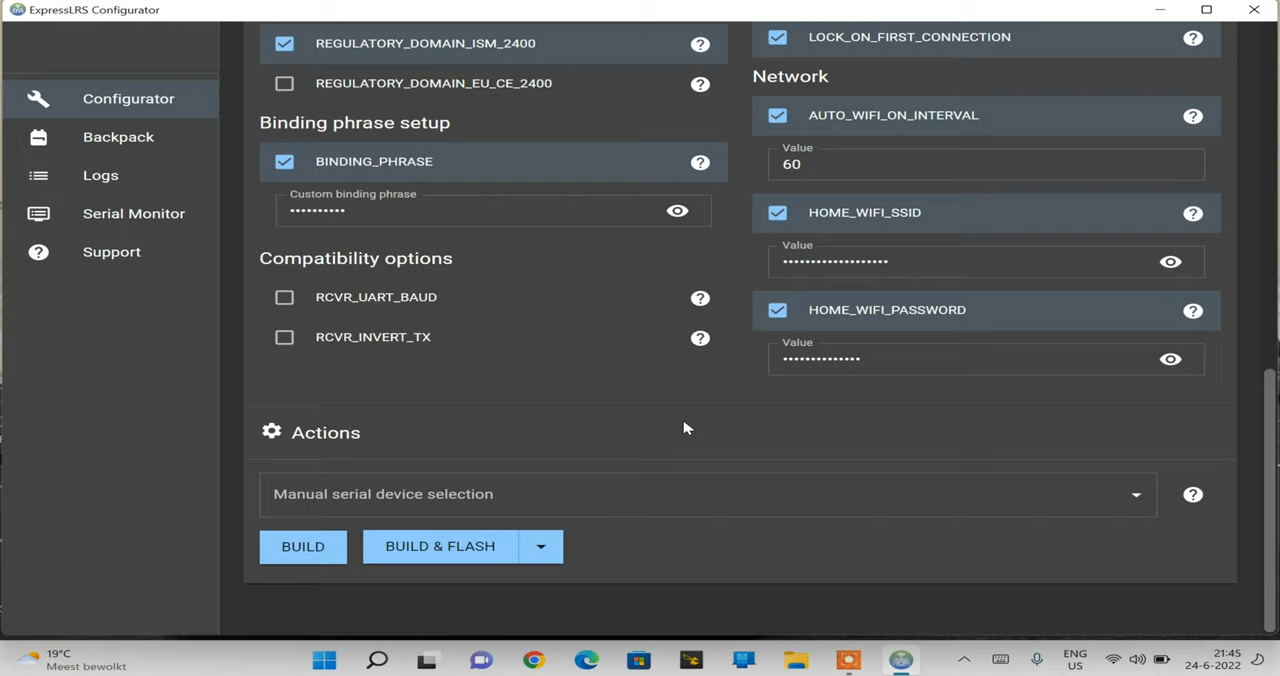 ExpressLRS Configurator
Configurator
Backpack
Logs
Serial Monitor
Support
REGULATORY_DOMAIN_ISM_2400
REGULATORY_DOMAIN_EU_CE_2400
Binding phrase setup
BINDING_PHRASE
Custom binding phrase
••••••••••
Compatibility options
RCVR_UART_BAUD
RCVR_INVERT_TX
LOCK_ON_FIRST_CONNECTION
Network
AUTO_WIFI_ON_INTERVAL
Value
60
HOME_WIFI_SSID
Value
•••••••••••••••••••
HOME_WIFI_PASSWORD
Value
••••••••••••••
Actions
Manual serial device selection
BUILD
BUILD & FLASH
19°C
Meest bewolkt
ENG
US
21:45
24-6-2022